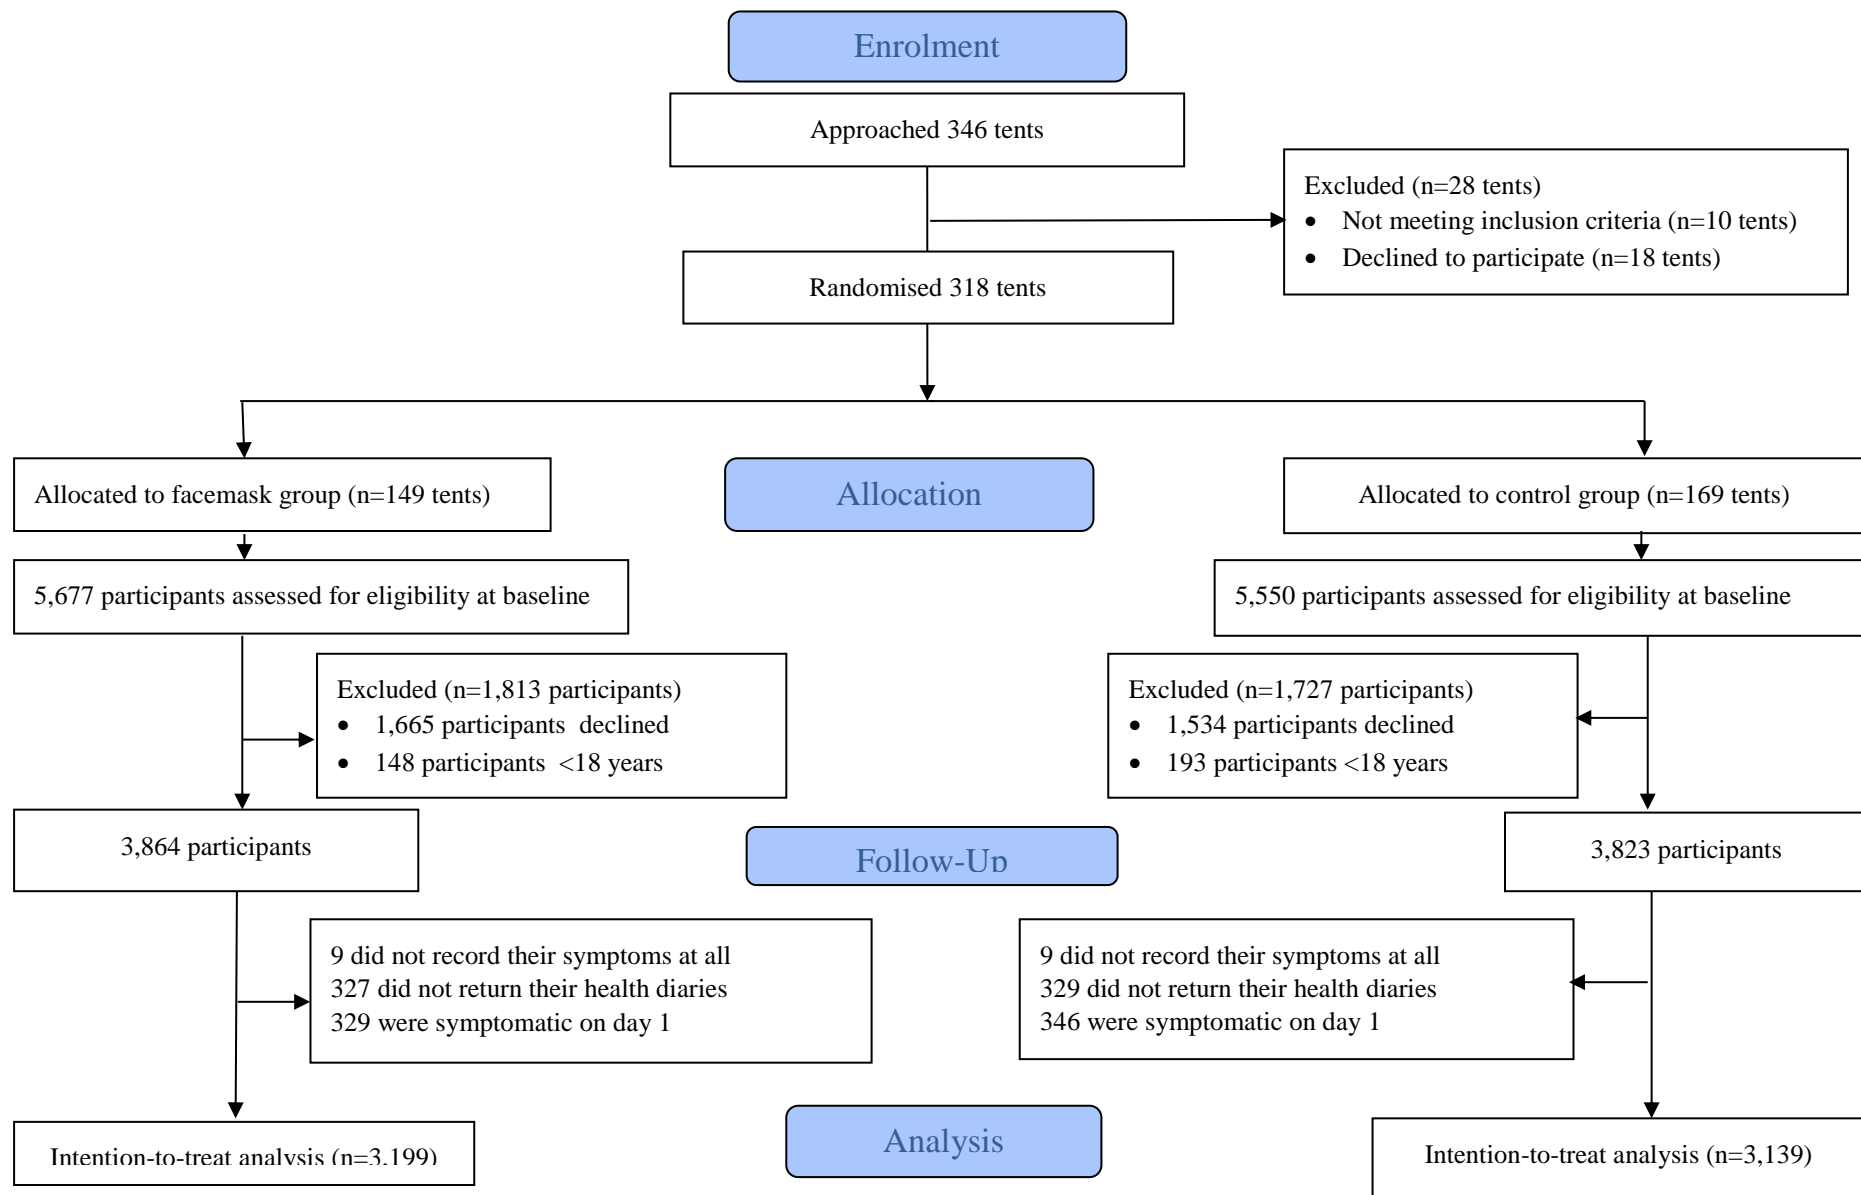 Enrolment
Approached 346 tents
Excluded (n=28 tents)
• Not meeting inclusion criteria (n=10 tents)
• Declined to participate (n=18 tents)
Randomised 318 tents
Allocated to facemask group (n=149 tents)
Allocation
Allocated to control group (n=169 tents)
5,677 participants assessed for eligibility at baseline
5,550 participants assessed for eligibility at baseline
Excluded (n=1,813 participants)
• 1,665 participants  declined
• 148 participants  <18 years
Excluded (n=1,727 participants)
• 1,534 participants declined
• 193 participants <18 years
3,864 participants
Follow-Up
3,823 participants
9 did not record their symptoms at all
327 did not return their health diaries
329 were symptomatic on day 1
9 did not record their symptoms at all
329 did not return their health diaries
346 were symptomatic on day 1
Analysis
Intention-to-treat analysis (n=3,199)
Intention-to-treat analysis (n=3,139)